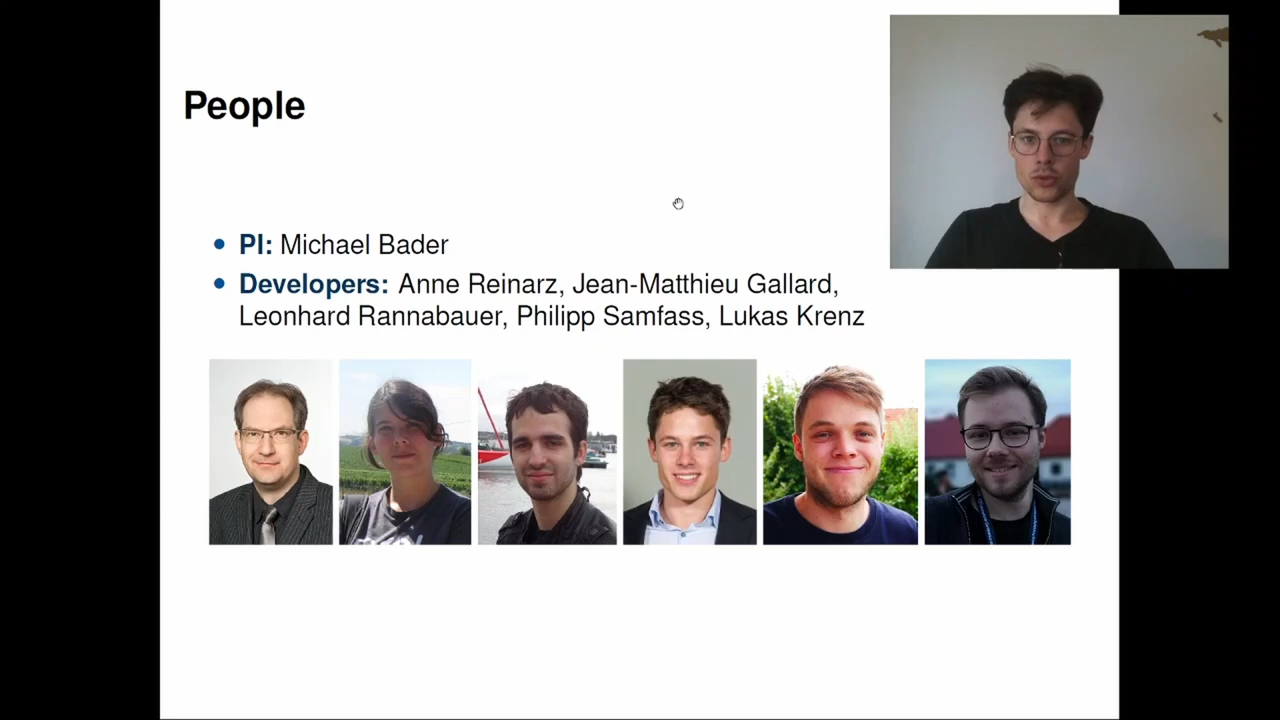 People
• PI: Michael Bader
• Developers: Anne Reinarz, Jean-Matthieu Gallard,
Leonhard Rannabauer, Philipp Samfass, Lukas Krenz